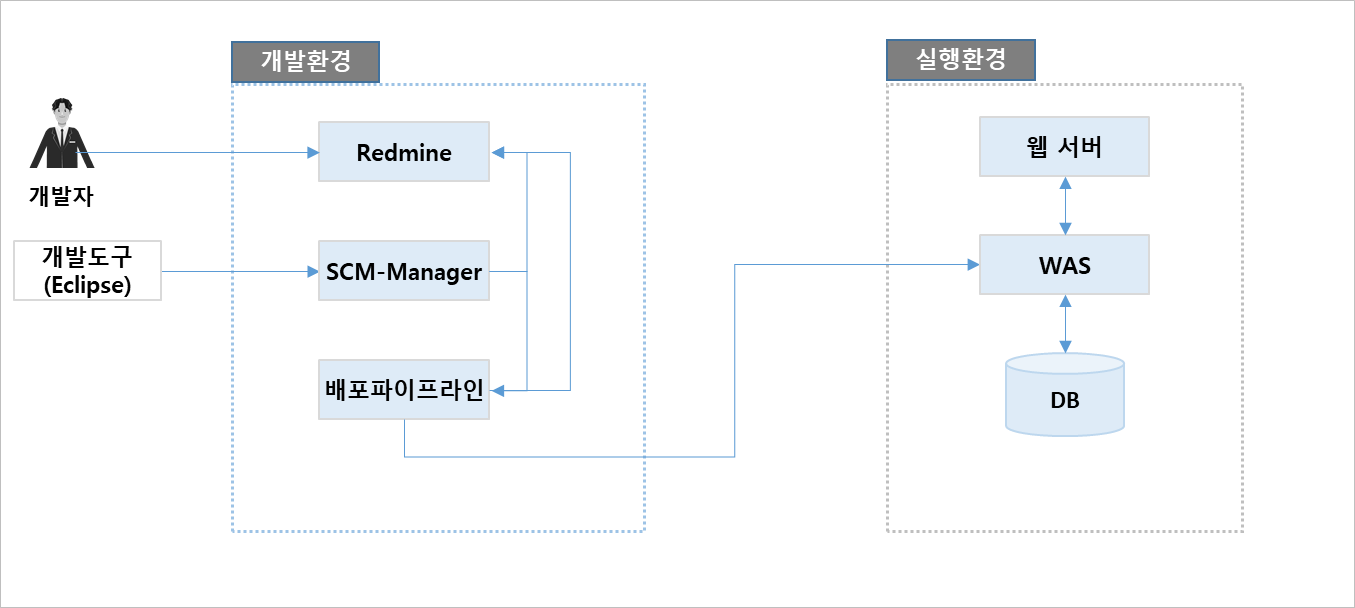 개발환경
실행환경
개발자
개발도구
(Eclipse)
Redmine
SCM-Manager
배포파이프라인
웹 서버
WAS
DB